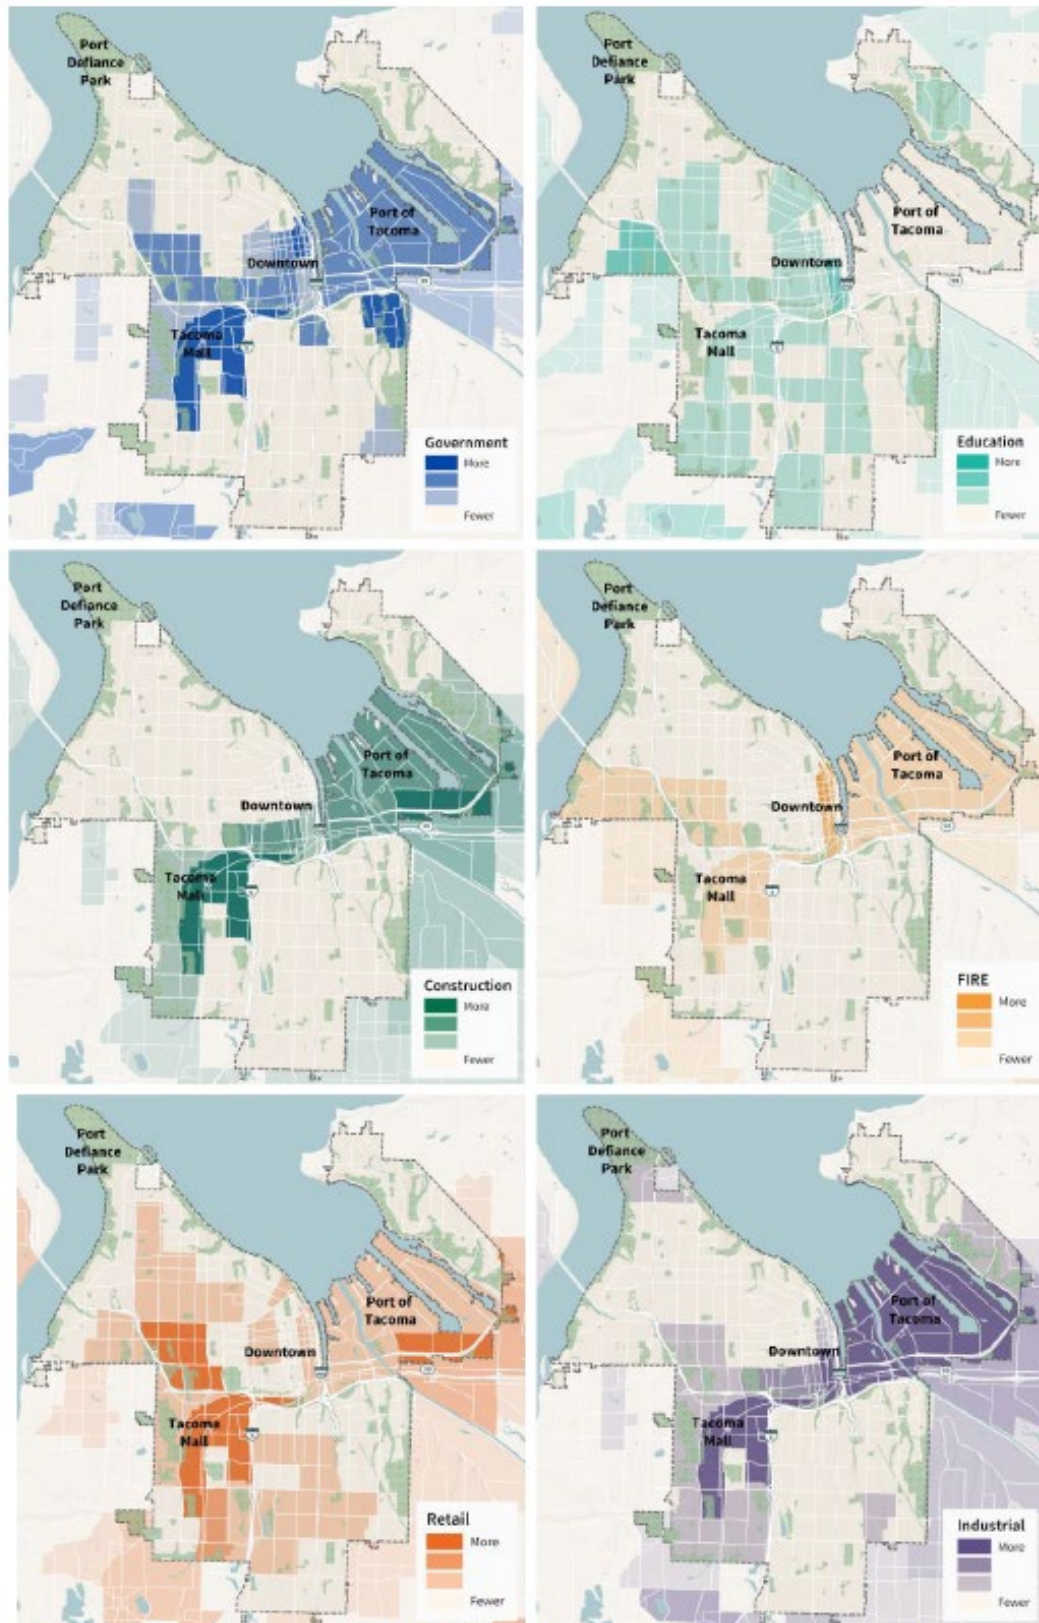 Port
Defiance
Park
Port of
Tacoma
Downtown
Tacoma
Mall
Government
More
Fewer
Port
Defiance
Park
Port of
Tacoma
Downtown
Tacoma
Mall
Education
More
Fewer
Port
Defiance
Park
Port of
Tacoma
Downtown
Tacoma
Mall
Construction
More
Fewer
Port
Defiance
Park
Port of
Tacoma
Downtown
Tacoma
Mall
FIRE
More
Fewer
Port
Defiance
Park
Port of
Tacoma
Downtown
Tacoma
Mall
Retail
More
Fewer
Port
Defiance
Park
Port of
Tacoma
Downtown
Tacoma
Mall
Industrial
More
Fewer